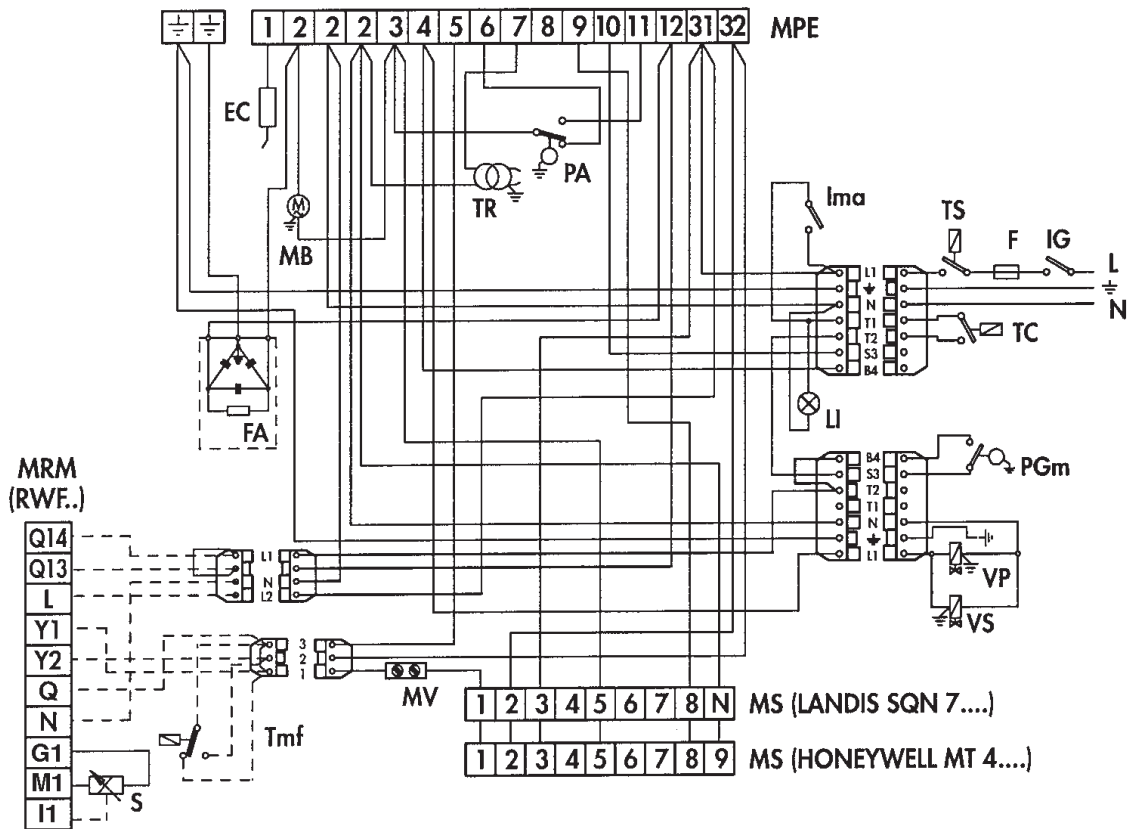 1 2 2 2 3 4 5 6 7 8 9 10 11 12 31 32 MPE
EC
MB
TR
PA
Ima
TS
F
IG
L
N
L1
N
T1
T2
S3
B4
TC
LI
FA
B4
S3
T2
T1
N
L1
PGm
VP
VS
MRM
(RWF..)
Q14
Q13
L
Y1
Y2
Q
N
G1
M1
I1
L1
N
L2
3
2
1
MV
Tmf
S
M
1 2 3 4 5 6 7 8 N MS (LANDIS SQN 7....)
1 2 3 4 5 6 7 8 9 MS (HONEYWELL MT 4....)